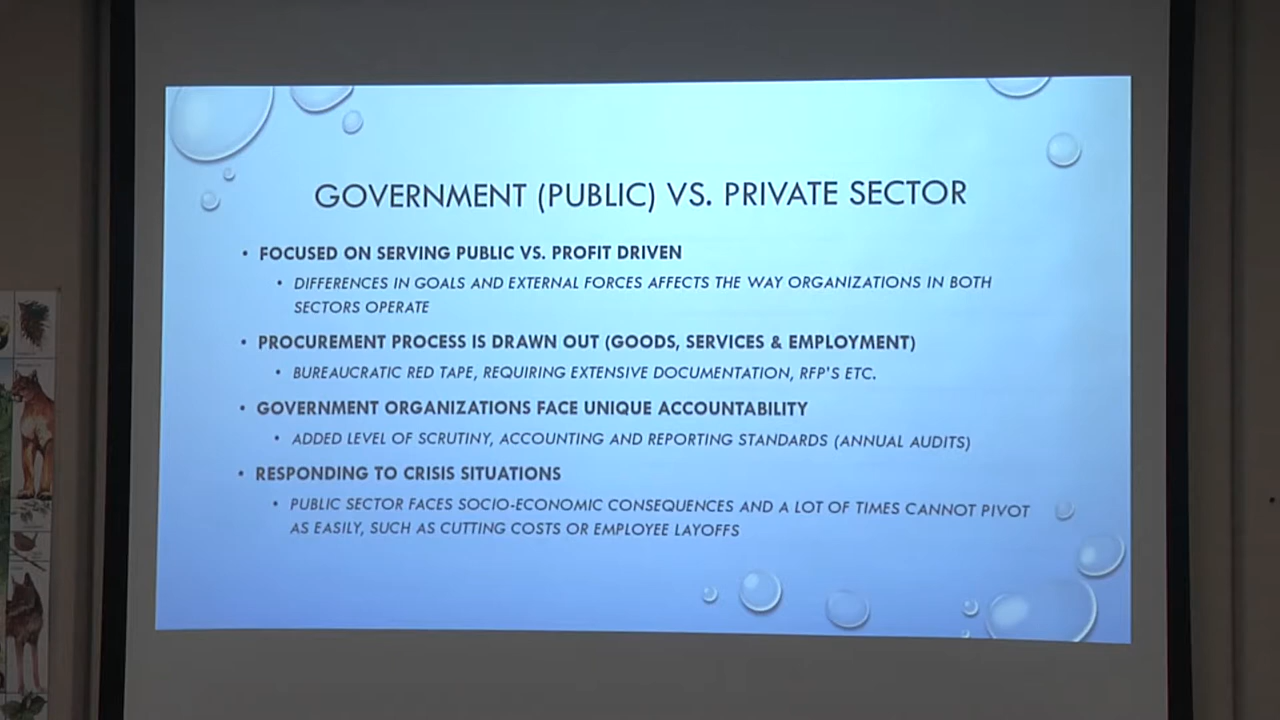 GOVERNMENT (PUBLIC) VS. PRIVATE SECTOR
• FOCUSED ON SERVING PUBLIC VS. PROFIT DRIVEN
• DIFFERENCES IN GOALS AND EXTERNAL FORCES AFFECTS THE WAY ORGANIZATIONS IN BOTH
SECTORS OPERATE
• PROCUREMENT PROCESS IS DRAWN OUT (GOODS, SERVICES & EMPLOYMENT)
• BUREAUCRATIC RED TAPE, REQUIRING EXTENSIVE DOCUMENTATION, RFP'S ETC.
• GOVERNMENT ORGANIZATIONS FACE UNIQUE ACCOUNTABILITY
• ADDED LEVEL OF SCRUTINY, ACCOUNTING AND REPORTING STANDARDS (ANNUAL AUDITS)
• RESPONDING TO CRISIS SITUATIONS
• PUBLIC SECTOR FACES SOCIO-ECONOMIC CONSEQUENCES AND A LOT OF TIMES CANNOT PIVOT
AS EASILY, SUCH AS CUTTING COSTS OR EMPLOYEE LAYOFFS